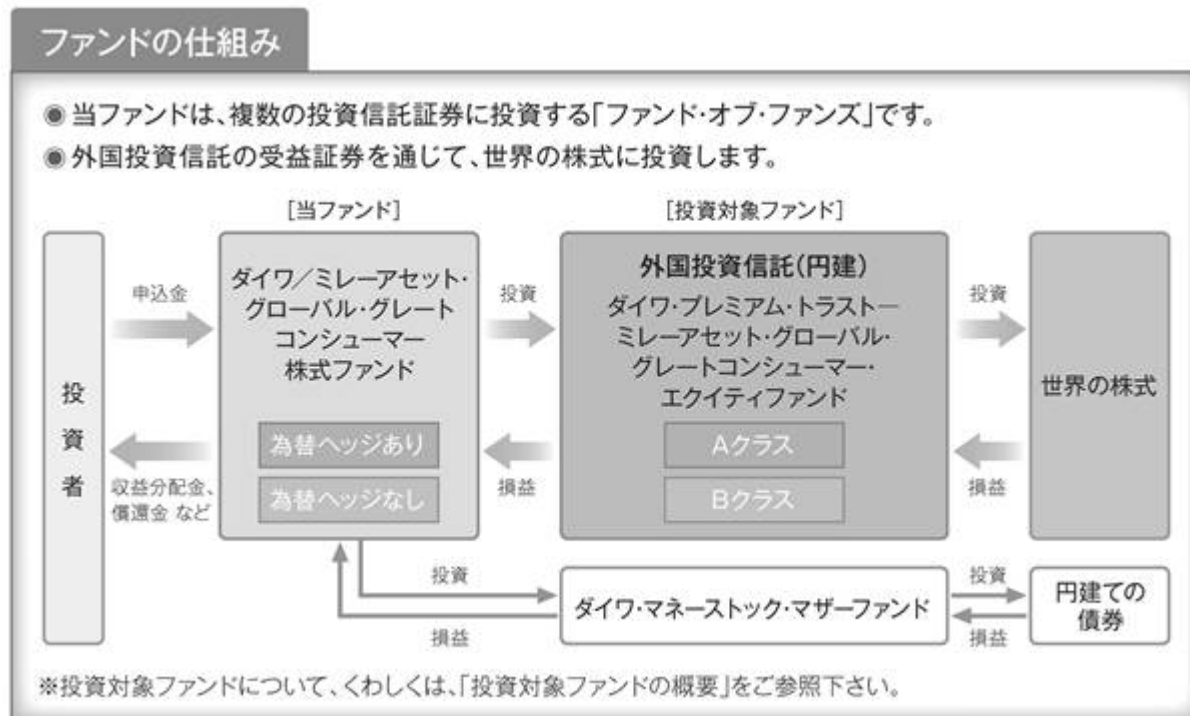 ファンドの仕組み
◉当ファンドは、複数の投資信託証券に投資する「ファンド・オブ・ファンズ」です。
◉外国投資信託の受益証券を通じて、世界の株式に投資します。
[当ファンド]
[投資対象ファンド]
投資者
申込金
収益分配金、
償還金 など
ダイワ／ミレーアセット・
グローバル・グレート
コンシューマー
株式ファンド
為替ヘッジあり
為替ヘッジなし
投資
損益
外国投資信託(円建)
ダイワ・プレミアム・トラスト―
ミレーアセット・グローバル・
グレートコンシューマー・
エクイティファンド
Aクラス
Bクラス
投資
損益
世界の株式
投資
損益
ダイワ・マネーストック・マザーファンド
投資
損益
円建ての
債券
※投資対象ファンドについて、くわしくは、「投資対象ファンドの概要」をご参照下さい。